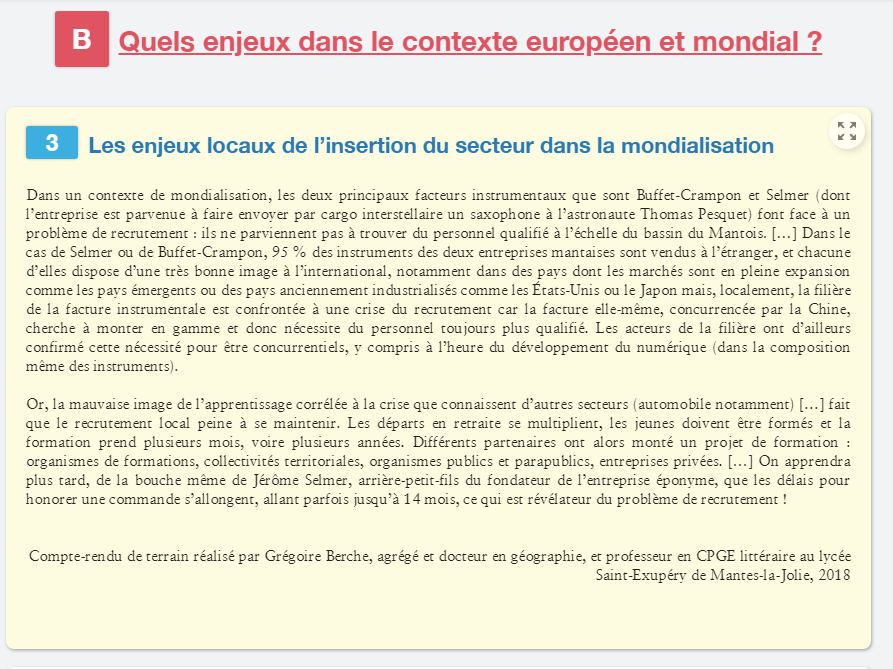 B Quels enjeux dans le contexte européen et mondial ?
3 Les enjeux locaux de l’insertion du secteur dans la mondialisation
Dans un contexte de mondialisation, les deux principaux facteurs instrumentaux que sont Buffet-Crampon et Selmer (dont
l’entreprise est parvenue à faire envoyer par cargo interstellaire un saxophone à l’astronaute Thomas Pesquet) font face à un
problème de recrutement : ils ne parviennent pas à trouver du personnel qualifié à l’échelle du bassin du Mantois. [...] Dans le
cas de Selmer ou de Buffet-Crampon, 95 % des instruments des deux entreprises mantaises sont vendus à l’étranger, et chacune
d’elles dispose d’une très bonne image à l’international, notamment dans des pays dont les marchés sont en pleine expansion
comme les pays émergents ou des pays anciennement industrialisés comme les États-Unis ou le Japon mais, localement, la filière
de la facture instrumentale est confrontée à une crise du recrutement car la facture elle-même, concurrencée par la Chine,
cherche à monter en gamme et donc nécessite du personnel toujours plus qualifié. Les acteurs de la filière ont d’ailleurs
confirmé cette nécessité pour être concurrentiels, y compris à l’heure du développement du numérique (dans la composition
même des instruments).
Or, la mauvaise image de l’apprentissage corrélée à la crise que connaissent d’autres secteurs (automobile notamment) [...] fait
que le recrutement local peine à se maintenir. Les départs en retraite se multiplient, les jeunes doivent être formés et la
formation prend plusieurs mois, voire plusieurs années. Différents partenaires ont alors monté un projet de formation :
organismes de formations, collectivités territoriales, organismes publics et parapublics, entreprises privées. [...] On apprendra
plus tard, de la bouche même de Jérôme Selmer, arrière-petit-fils du fondateur de l’entreprise éponyme, que les délais pour
honorer une commande s’allongent, allant parfois jusqu’à 14 mois, ce qui est révélateur du problème de recrutement !
Compte-rendu de terrain réalisé par Grégoire Berche, agrégé et docteur en géographie, et professeur en CPGE littéraire au lycée
Saint-Exupéry de Mantes-la-Jolie, 2018